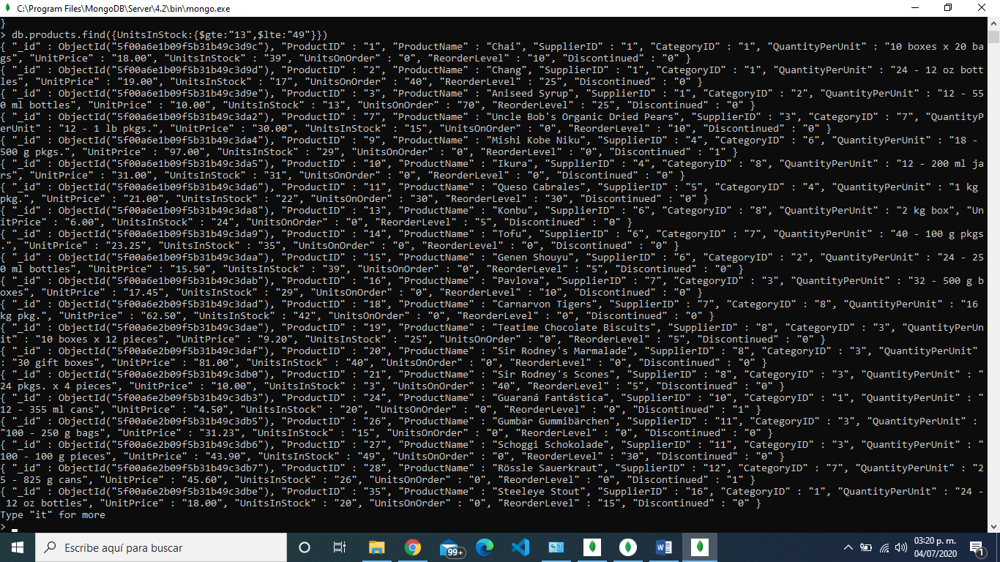 C:\Program Files\MongoDB\Server\4.2\bin\mongo.exe
}
> db.products.find({UnitsInStock:{$gte:"13",$lte:"49"}})
{ "_id" : ObjectId("5f00a6e1b09f5b31b49c3d9c"), "ProductID" : "1", "ProductName" : "Chai", "SupplierID" : "1", "CategoryID" : "1", "QuantityPerUnit" : "10 boxes x 20 ba
gs", "UnitPrice" : "18.00", "UnitsInStock" : "39", "UnitsOnOrder" : "0", "ReorderLevel" : "10", "Discontinued" : "0" }
{ "_id" : ObjectId("5f00a6e1b09f5b31b49c3d9d"), "ProductID" : "2", "ProductName" : "Chang", "SupplierID" : "1", "CategoryID" : "1", "QuantityPerUnit" : "24 - 12 oz bott
les", "UnitPrice" : "19.00", "UnitsInStock" : "17", "UnitsOnOrder" : "40", "ReorderLevel" : "25", "Discontinued" : "0" }
{ "_id" : ObjectId("5f00a6e1b09f5b31b49c3d9e"), "ProductID" : "3", "ProductName" : "Aniseed Syrup", "SupplierID" : "1", "CategoryID" : "2", "QuantityPerUnit" : "12 - 55
0 ml bottles", "UnitPrice" : "10.00", "UnitsInStock" : "13", "UnitsOnOrder" : "70", "ReorderLevel" : "25", "Discontinued" : "0" }
{ "_id" : ObjectId("5f00a6e1b09f5b31b49c3da2"), "ProductID" : "7", "ProductName" : "Uncle Bob's Organic Dried Pears", "SupplierID" : "3", "CategoryID" : "7", "QuantityP
erUnit" : "12 - 1 lb pkgs.", "UnitPrice" : "30.00", "UnitsInStock" : "15", "UnitsOnOrder" : "0", "ReorderLevel" : "10", "Discontinued" : "0" }
{ "_id" : ObjectId("5f00a6e1b09f5b31b49c3da4"), "ProductID" : "9", "ProductName" : "Mishi Kobe Niku", "SupplierID" : "4", "CategoryID" : "6", "QuantityPerUnit" : "18 -
500 g pkgs.", "UnitPrice" : "97.00", "UnitsInStock" : "29", "UnitsOnOrder" : "0", "ReorderLevel" : "0", "Discontinued" : "1" }
{ "_id" : ObjectId("5f00a6e1b09f5b31b49c3da5"), "ProductID" : "10", "ProductName" : "Ikura", "SupplierID" : "4", "CategoryID" : "8", "QuantityPerUnit" : "12 - 200 ml ja
rs", "UnitPrice" : "31.00", "UnitsInStock" : "31", "UnitsOnOrder" : "0", "ReorderLevel" : "0", "Discontinued" : "0" }
{ "_id" : ObjectId("5f00a6e1b09f5b31b49c3da6"), "ProductID" : "11", "ProductName" : "Queso Cabrales", "SupplierID" : "5", "CategoryID" : "4", "QuantityPerUnit" : "1 kg
pkg.", "UnitPrice" : "21.00", "UnitsInStock" : "22", "UnitsOnOrder" : "30", "ReorderLevel" : "30", "Discontinued" : "0" }
{ "_id" : ObjectId("5f00a6e1b09f5b31b49c3da8"), "ProductID" : "13", "ProductName" : "Konbu", "SupplierID" : "6", "CategoryID" : "8", "QuantityPerUnit" : "2 kg box", "Un
itPrice" : "6.00", "UnitsInStock" : "24", "UnitsOnOrder" : "0", "ReorderLevel" : "5", "Discontinued" : "0" }
{ "_id" : ObjectId("5f00a6e1b09f5b31b49c3da9"), "ProductID" : "14", "ProductName" : "Tofu", "SupplierID" : "6", "CategoryID" : "7", "QuantityPerUnit" : "40 - 100 g pkgs
.", "UnitPrice" : "23.25", "UnitsInStock" : "35", "UnitsOnOrder" : "0", "ReorderLevel" : "0", "Discontinued" : "0" }
{ "_id" : ObjectId("5f00a6e1b09f5b31b49c3daa"), "ProductID" : "15", "ProductName" : "Genen Shouyu", "SupplierID" : "6", "CategoryID" : "2", "QuantityPerUnit" : "24 - 25
0 ml bottles", "UnitPrice" : "15.50", "UnitsInStock" : "39", "UnitsOnOrder" : "0", "ReorderLevel" : "5", "Discontinued" : "0" }
{ "_id" : ObjectId("5f00a6e1b09f5b31b49c3dab"), "ProductID" : "16", "ProductName" : "Pavlova", "SupplierID" : "7", "CategoryID" : "3", "QuantityPerUnit" : "32 - 500 g b
oxes", "UnitPrice" : "17.45", "UnitsInStock" : "29", "UnitsOnOrder" : "0", "ReorderLevel" : "10", "Discontinued" : "0" }
{ "_id" : ObjectId("5f00a6e2b09f5b31b49c3dad"), "ProductID" : "18", "ProductName" : "Carnarvon Tigers", "SupplierID" : "7", "CategoryID" : "8", "QuantityPerUnit" : "16
kg pkg.", "UnitPrice" : "62.50", "UnitsInStock" : "42", "UnitsOnOrder" : "0", "ReorderLevel" : "0", "Discontinued" : "0" }
{ "_id" : ObjectId("5f00a6e2b09f5b31b49c3dae"), "ProductID" : "19", "ProductName" : "Teatime Chocolate Biscuits", "SupplierID" : "8", "CategoryID" : "3", "QuantityPerUn
it" : "10 boxes x 12 pieces", "UnitPrice" : "9.20", "UnitsInStock" : "25", "UnitsOnOrder" : "0", "ReorderLevel" : "5", "Discontinued" : "0" }
{ "_id" : ObjectId("5f00a6e2b09f5b31b49c3daf"), "ProductID" : "20", "ProductName" : "Sir Rodney's Marmalade", "SupplierID" : "8", "CategoryID" : "3", "QuantityPerUnit"
: "30 gift boxes", "UnitPrice" : "81.00", "UnitsInStock" : "40", "UnitsOnOrder" : "0", "ReorderLevel" : "0", "Discontinued" : "0" }
{ "_id" : ObjectId("5f00a6e2b09f5b31b49c3db0"), "ProductID" : "21", "ProductName" : "Sir Rodney's Scones", "SupplierID" : "8", "CategoryID" : "3", "QuantityPerUnit" : "
24 pkgs. x 4 pieces", "UnitPrice" : "10.00", "UnitsInStock" : "3", "UnitsOnOrder" : "40", "ReorderLevel" : "5", "Discontinued" : "0" }
{ "_id" : ObjectId("5f00a6e2b09f5b31b49c3db3"), "ProductID" : "24", "ProductName" : "Guaraná Fantástica", "SupplierID" : "10", "CategoryID" : "1", "QuantityPerUnit" : "
12 - 355 ml cans", "UnitPrice" : "4.50", "UnitsInStock" : "20", "UnitsOnOrder" : "0", "ReorderLevel" : "0", "Discontinued" : "1" }
{ "_id" : ObjectId("5f00a6e2b09f5b31b49c3db5"), "ProductID" : "26", "ProductName" : "Gumbär Gummibärchen", "SupplierID" : "11", "CategoryID" : "3", "QuantityPerUnit" :
"100 - 250 g bags", "UnitPrice" : "31.23", "UnitsInStock" : "15", "UnitsOnOrder" : "0", "ReorderLevel" : "0", "Discontinued" : "0" }
{ "_id" : ObjectId("5f00a6e2b09f5b31b49c3db6"), "ProductID" : "27", "ProductName" : "Schoggi Schokolade", "SupplierID" : "11", "CategoryID" : "3", "QuantityPerUnit" : "
100 - 100 g pieces", "UnitPrice" : "43.90", "UnitsInStock" : "49", "UnitsOnOrder" : "0", "ReorderLevel" : "30", "Discontinued" : "0" }
{ "_id" : ObjectId("5f00a6e2b09f5b31b49c3db7"), "ProductID" : "28", "ProductName" : "Rössle Sauerkraut", "SupplierID" : "12", "CategoryID" : "7", "QuantityPerUnit" : "2
5 - 825 g cans", "UnitPrice" : "45.60", "UnitsInStock" : "26", "UnitsOnOrder" : "0", "ReorderLevel" : "0", "Discontinued" : "1" }
{ "_id" : ObjectId("5f00a6e2b09f5b31b49c3dbe"), "ProductID" : "35", "ProductName" : "Steeleye Stout", "SupplierID" : "16", "CategoryID" : "1", "QuantityPerUnit" : "24 -
12 oz bottles", "UnitPrice" : "18.00", "UnitsInStock" : "20", "UnitsOnOrder" : "0", "ReorderLevel" : "15", "Discontinued" : "0" }
Type "it" for more
>
Escribe aquí para buscar
99+
03:20 p. m.
04/07/2020
1